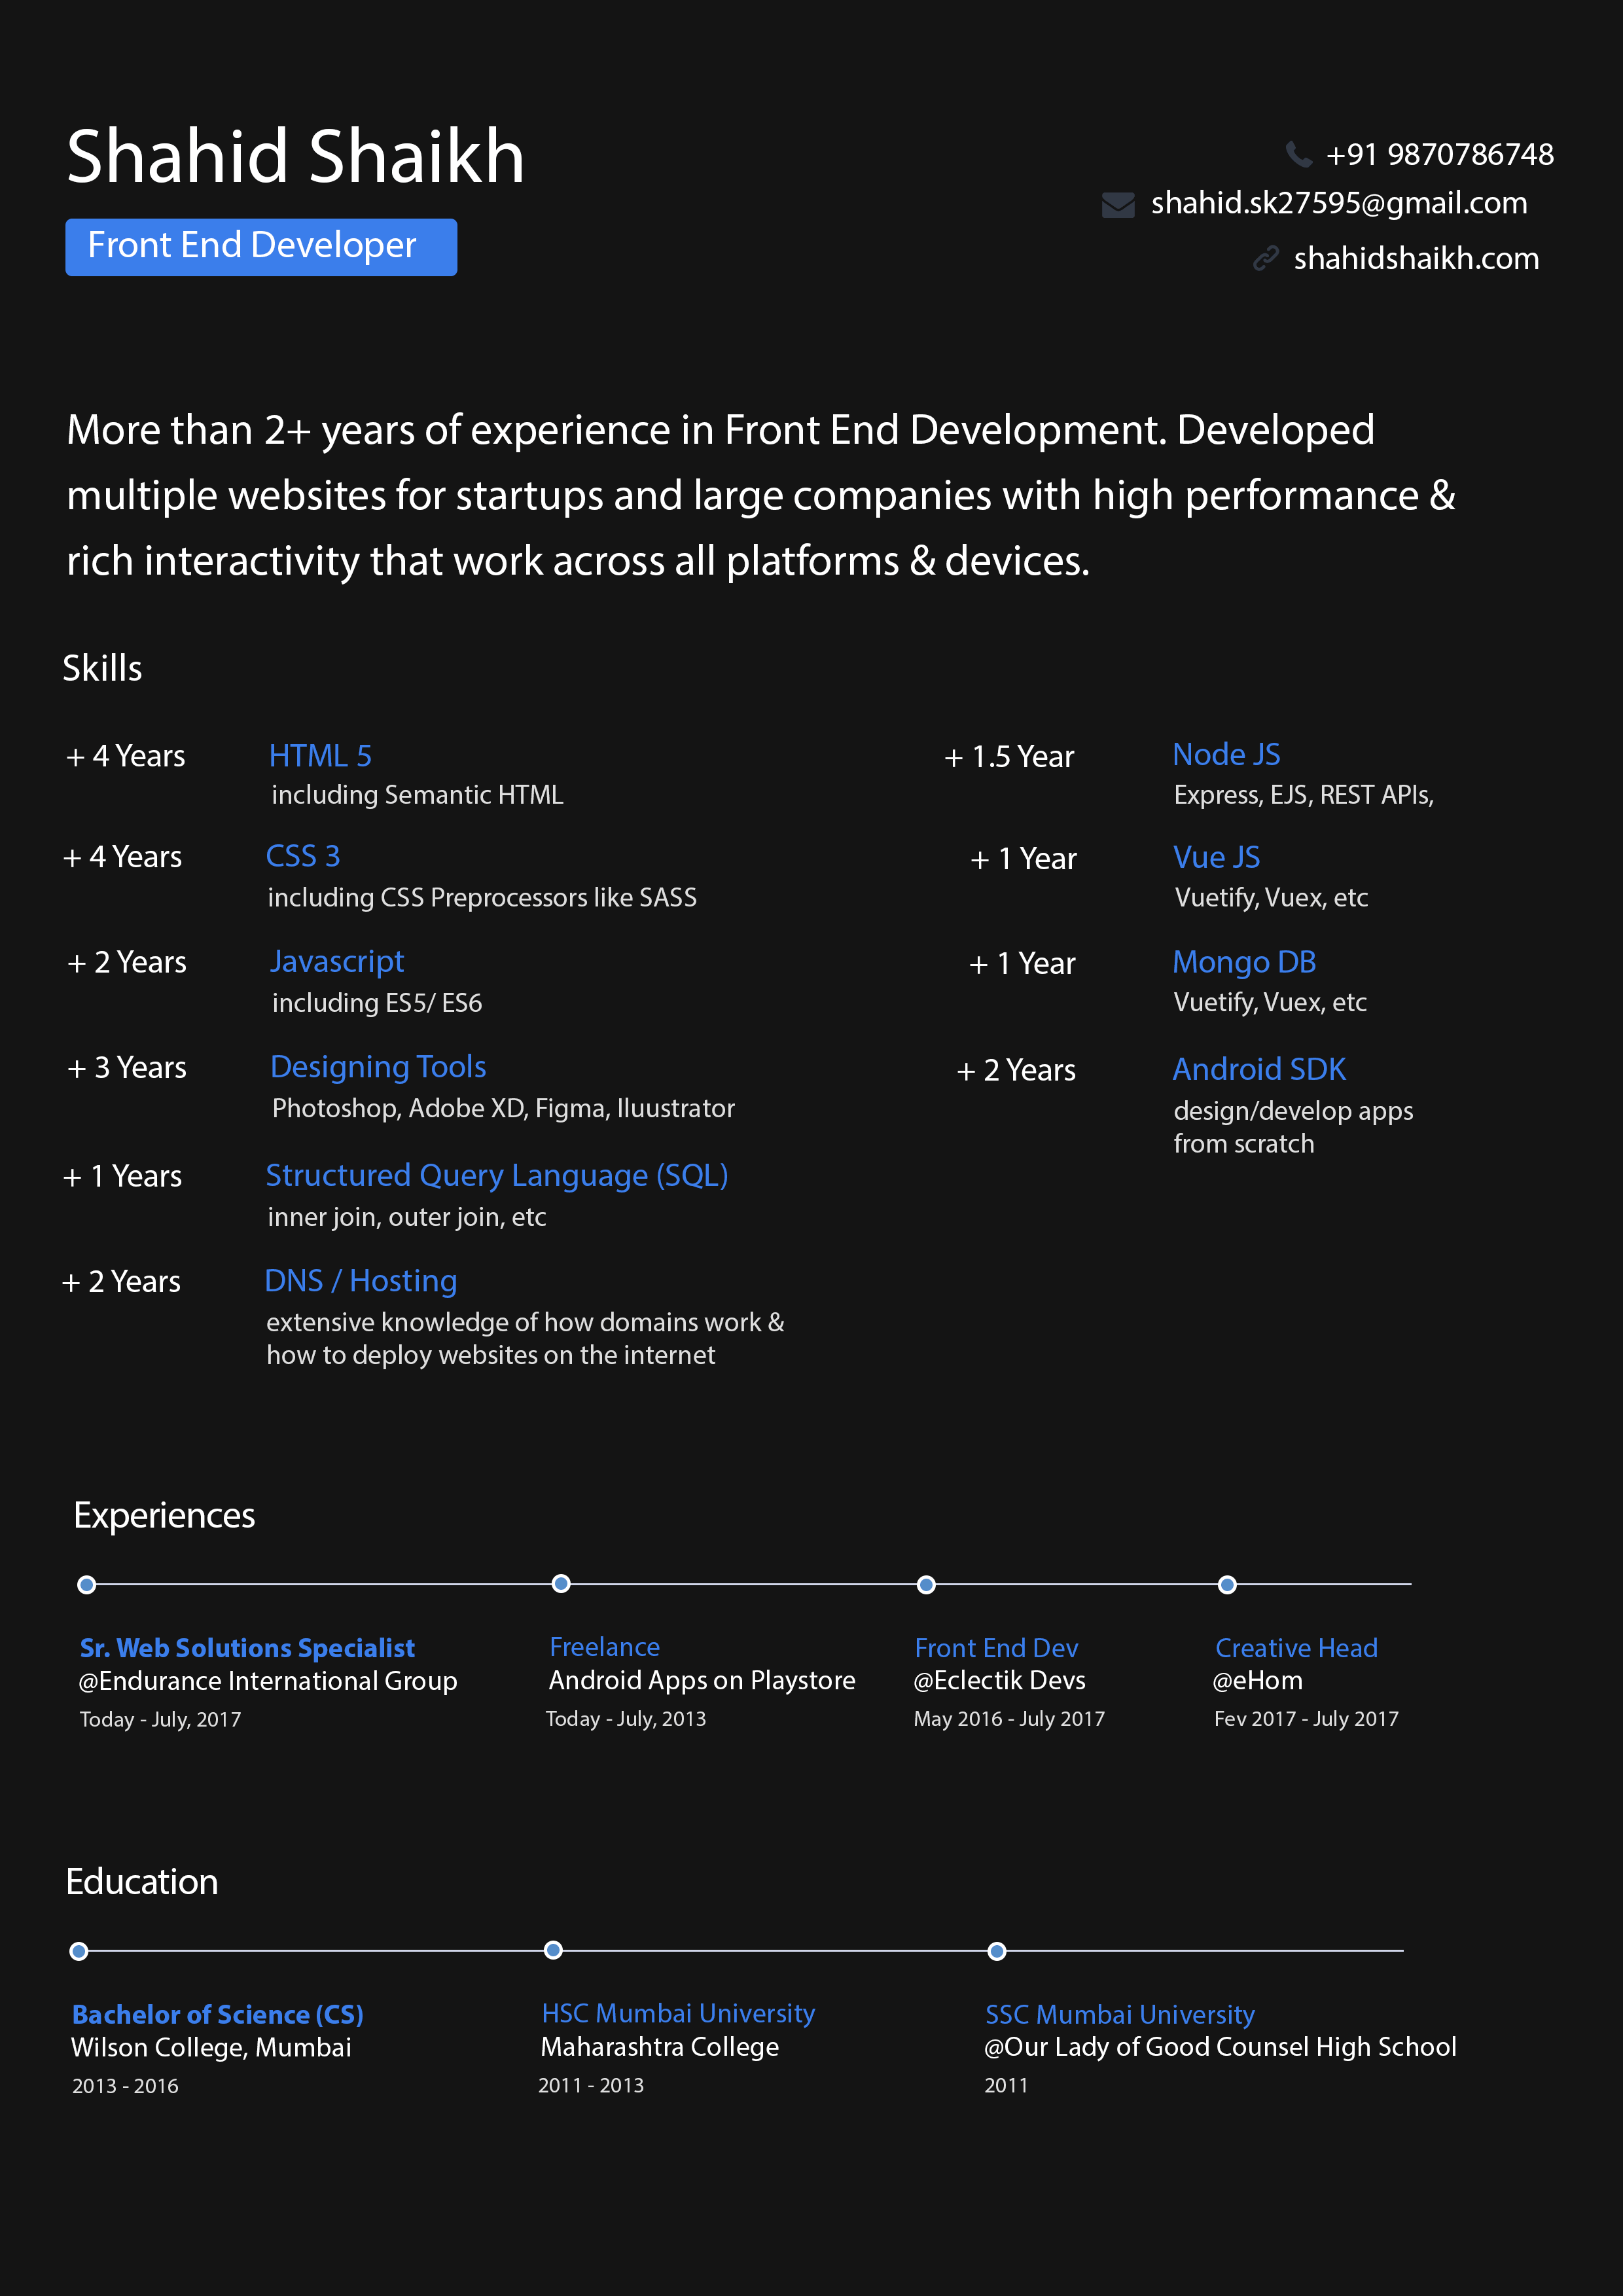 Shahid Shaikh
Front End Developer
+91 9870786748
shahid.sk27595@gmail.com
shahidshaikh.com
More than 2+ years of experience in Front End Development. Developed
multiple websites for startups and large companies with high performance &
rich interactivity that work across all platforms & devices.
Skills
+ 4 Years
HTML 5
including Semantic HTML
+ 4 Years
CSS 3
including CSS Preprocessors like SASS
+ 2 Years
Javascript
including ES5/ ES6
+ 3 Years
Designing Tools
Photoshop, Adobe XD, Figma, Iluustrator
+ 1 Years
Structured Query Language (SQL)
inner join, outer join, etc
+ 2 Years
DNS / Hosting
extensive knowledge of how domains work &
how to deploy websites on the internet
+ 1.5 Year
Node JS
Express, EJS, REST APIs,
+ 1 Year
Vue JS
Vuetify, Vuex, etc
+ 1 Year
Mongo DB
Vuetify, Vuex, etc
+ 2 Years
Android SDK
design/develop apps
from scratch
Experiences
Sr. Web Solutions Specialist
@Endurance International Group
Today - July, 2017
Freelance
Android Apps on Playstore
Today - July, 2013
Front End Dev
@Eclectik Devs
May 2016 - July 2017
Creative Head
@eHom
Fev 2017 - July 2017
Education
Bachelor of Science (CS)
Wilson College, Mumbai
2013 - 2016
HSC Mumbai University
Maharashtra College
2011 - 2013
SSC Mumbai University
@Our Lady of Good Counsel High School
2011